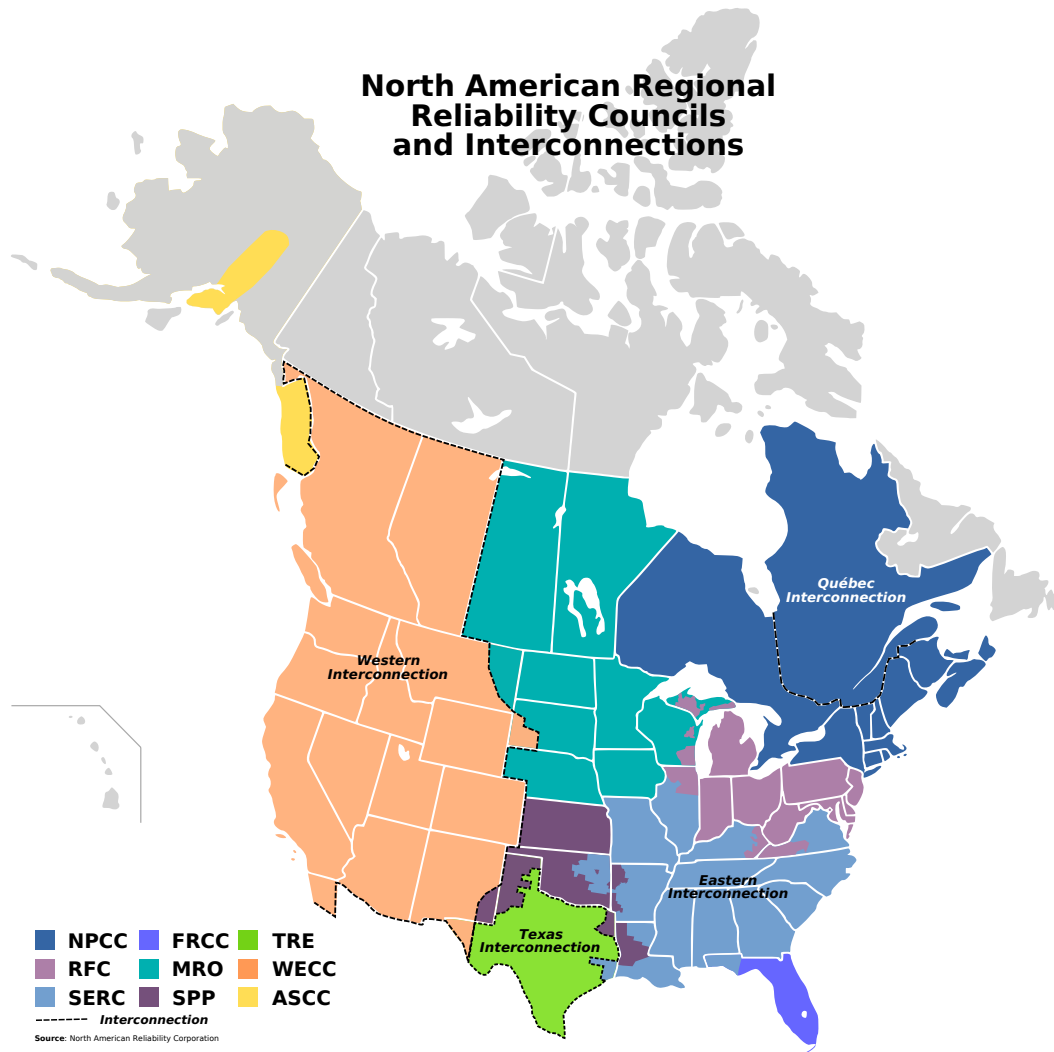 North American Regional
Reliability Councils
and Interconnections
Québec
Interconnection
Western
Interconnection
Eastern
Interconnection
Texas
Interconnection
NPCC FRCC TRE
RFC MRO WECC
SERC SPP ASCC
Interconnection
Source: North American Reliability Corporation